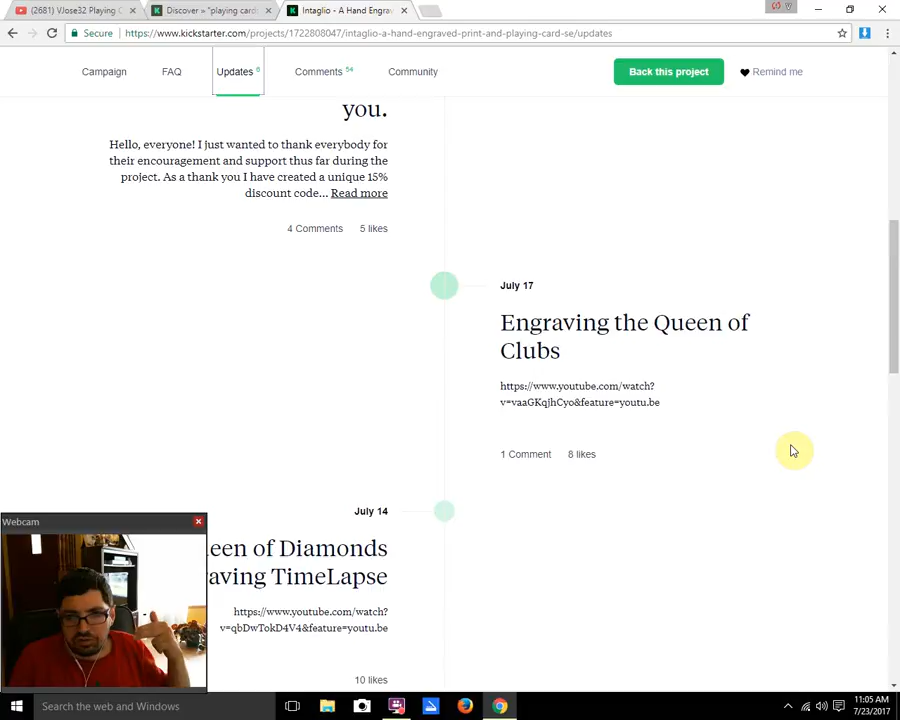 (2681) VJose32 Playing C
Discover » "playing card
Intaglio - A Hand Engra
Secure
https://www.kickstarter.com/projects/1722808047/intaglio-a-hand-engraved-print-and-playing-card-se/updates
Campaign
FAQ
Updates 6
Comments 54
Community
Back this project
Remind me
you.
Hello, everyone! I just wanted to thank everybody for
their encouragement and support thus far during the
project. As a thank you I have created a unique 15%
discount code... Read more
4 Comments 5 likes
July 17
Engraving the Queen of
Clubs
https://www.youtube.com/watch?
v=vaaGKqjhCyo&feature=youtu.be
1 Comment 8 likes
July 14
een of Diamonds
aving TimeLapse
https://www.youtube.com/watch?
v=qbDwTokD4V4&feature=youtu.be
10 likes
Webcam
Search the web and Windows
11:05 AM
7/23/2017